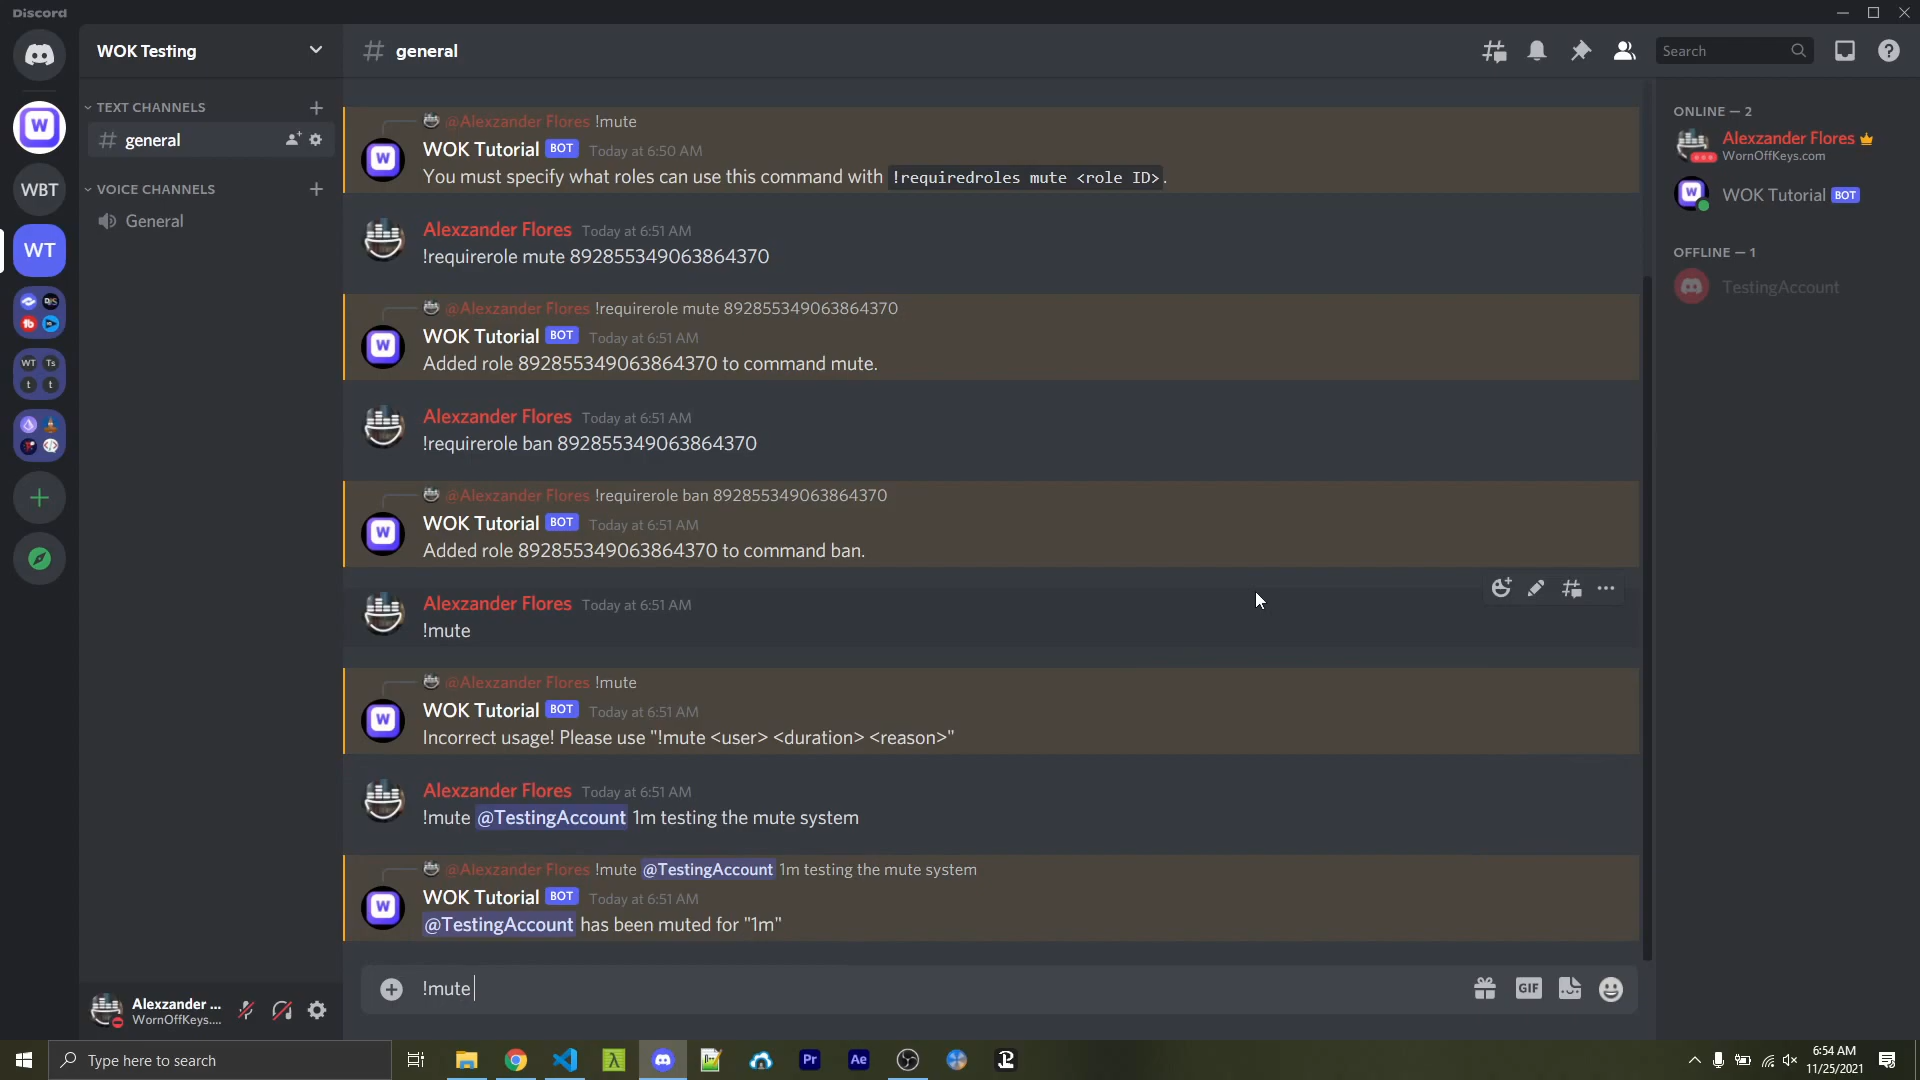 Discord
WOK Testing
general
Search
TEXT CHANNELS
general
VOICE CHANNELS
General
W
WBT
WT
WT Ts
t t
@Alexzander Flores !mute
WOK Tutorial BOT Today at 6:50 AM
You must specify what roles can use this command with !requiredroles mute <role ID>.
Alexzander Flores Today at 6:51 AM
!requirerole mute 892855349063864370
@Alexzander Flores !requirerole mute 892855349063864370
WOK Tutorial BOT Today at 6:51 AM
Added role 892855349063864370 to command mute.
Alexzander Flores Today at 6:51 AM
!requirerole ban 892855349063864370
@Alexzander Flores !requirerole ban 892855349063864370
WOK Tutorial BOT Today at 6:51 AM
Added role 892855349063864370 to command ban.
Alexzander Flores Today at 6:51 AM
!mute
@Alexzander Flores !mute
WOK Tutorial BOT Today at 6:51 AM
Incorrect usage! Please use "!mute <user> <duration> <reason>"
Alexzander Flores Today at 6:51 AM
!mute @TestingAccount 1m testing the mute system
@Alexzander Flores !mute @TestingAccount 1m testing the mute system
WOK Tutorial BOT Today at 6:51 AM
@TestingAccount has been muted for "1m"
!mute
GIF
ONLINE — 2
Alexzander Flores
WornOffKeys.com
WOK Tutorial BOT
OFFLINE — 1
TestingAccount
Alexzander ...
WornOffKeys....
Type here to search
Pr
Ae
6:54 AM
11/25/2021